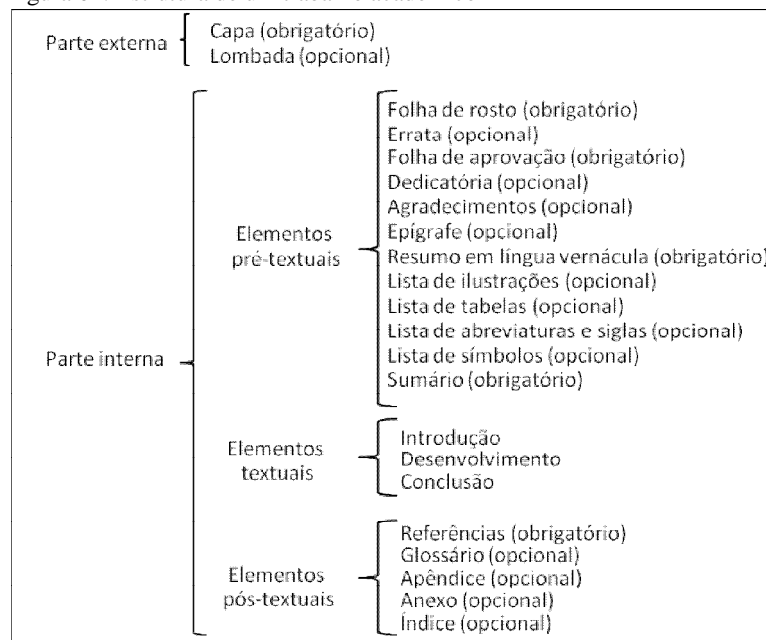 Parte externa
Capa (obrigatório)
Lombada (opcional)
Parte interna
Elementos
pré-textuais
Folha de rosto (obrigatório)
Errata (opcional)
Folha de aprovação (obrigatório)
Dedicatória (opcional)
Agradecimentos (opcional)
Epígrafe (opcional)
Resumo em língua vernácula (obrigatório)
Lista de ilustrações (opcional)
Lista de tabelas (opcional)
Lista de abreviaturas e siglas (opcional)
Lista de símbolos (opcional)
Sumário (obrigatório)
Elementos
textuais
Introdução
Desenvolvimento
Conclusão
Elementos
pós-textuais
Referências (obrigatório)
Glossário (opcional)
Apêndice (opcional)
Anexo (opcional)
Índice (opcional)